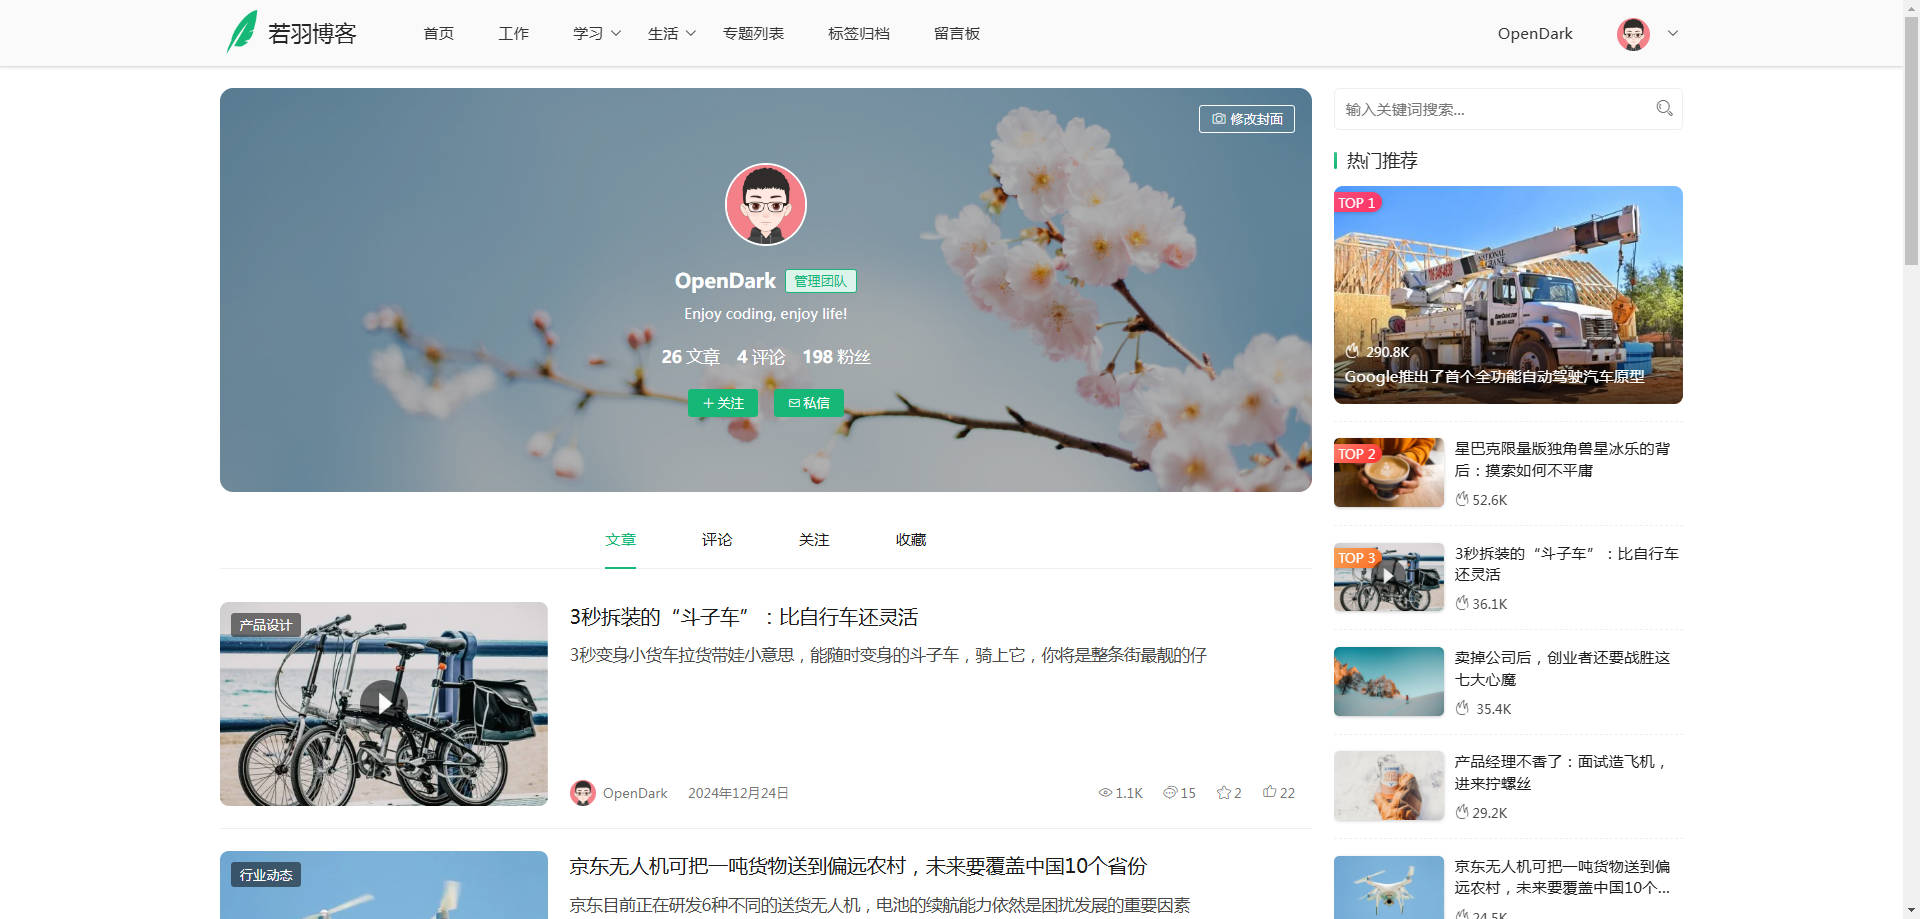 若羽博客
首页 工作 学习 生活 专题列表 标签归档 留言板
OpenDark
修改封面
OpenDark 管理团队
Enjoy coding, enjoy life!
26 文章 4 评论 198 粉丝
关注 私信
文章 评论 关注 收藏
产品设计
3秒拆装的“斗子车”：比自行车还灵活
3秒变身小货车拉货带娃小意思，能随时变身的斗子车，骑上它，你将是整条街最靓的仔
OpenDark 2024年12月24日 1.1K 15 2 22
行业动态
京东无人机可把一吨货物送到偏远农村，未来要覆盖中国10个省份
京东目前正在研发6种不同的送货无人机，电池的续航能力依然是困扰发展的重要因素
输入关键词搜索...
热门推荐
TOP 1
NATIONAL CRANE
290.8K
Google推出了首个全功能自动驾驶汽车原型
TOP 2
星巴克限量版独角兽星冰乐的背
后：摸索如何不平庸
52.6K
TOP 3
3秒拆装的“斗子车”：比自行车
还灵活
36.1K
卖掉公司后，创业者还要战胜这
七大心魔
35.4K
产品经理不香了：面试造飞机，
进来拧螺丝
29.2K
京东无人机可把一吨货物送到偏
远农村，未来要覆盖中国10个...
24.5K